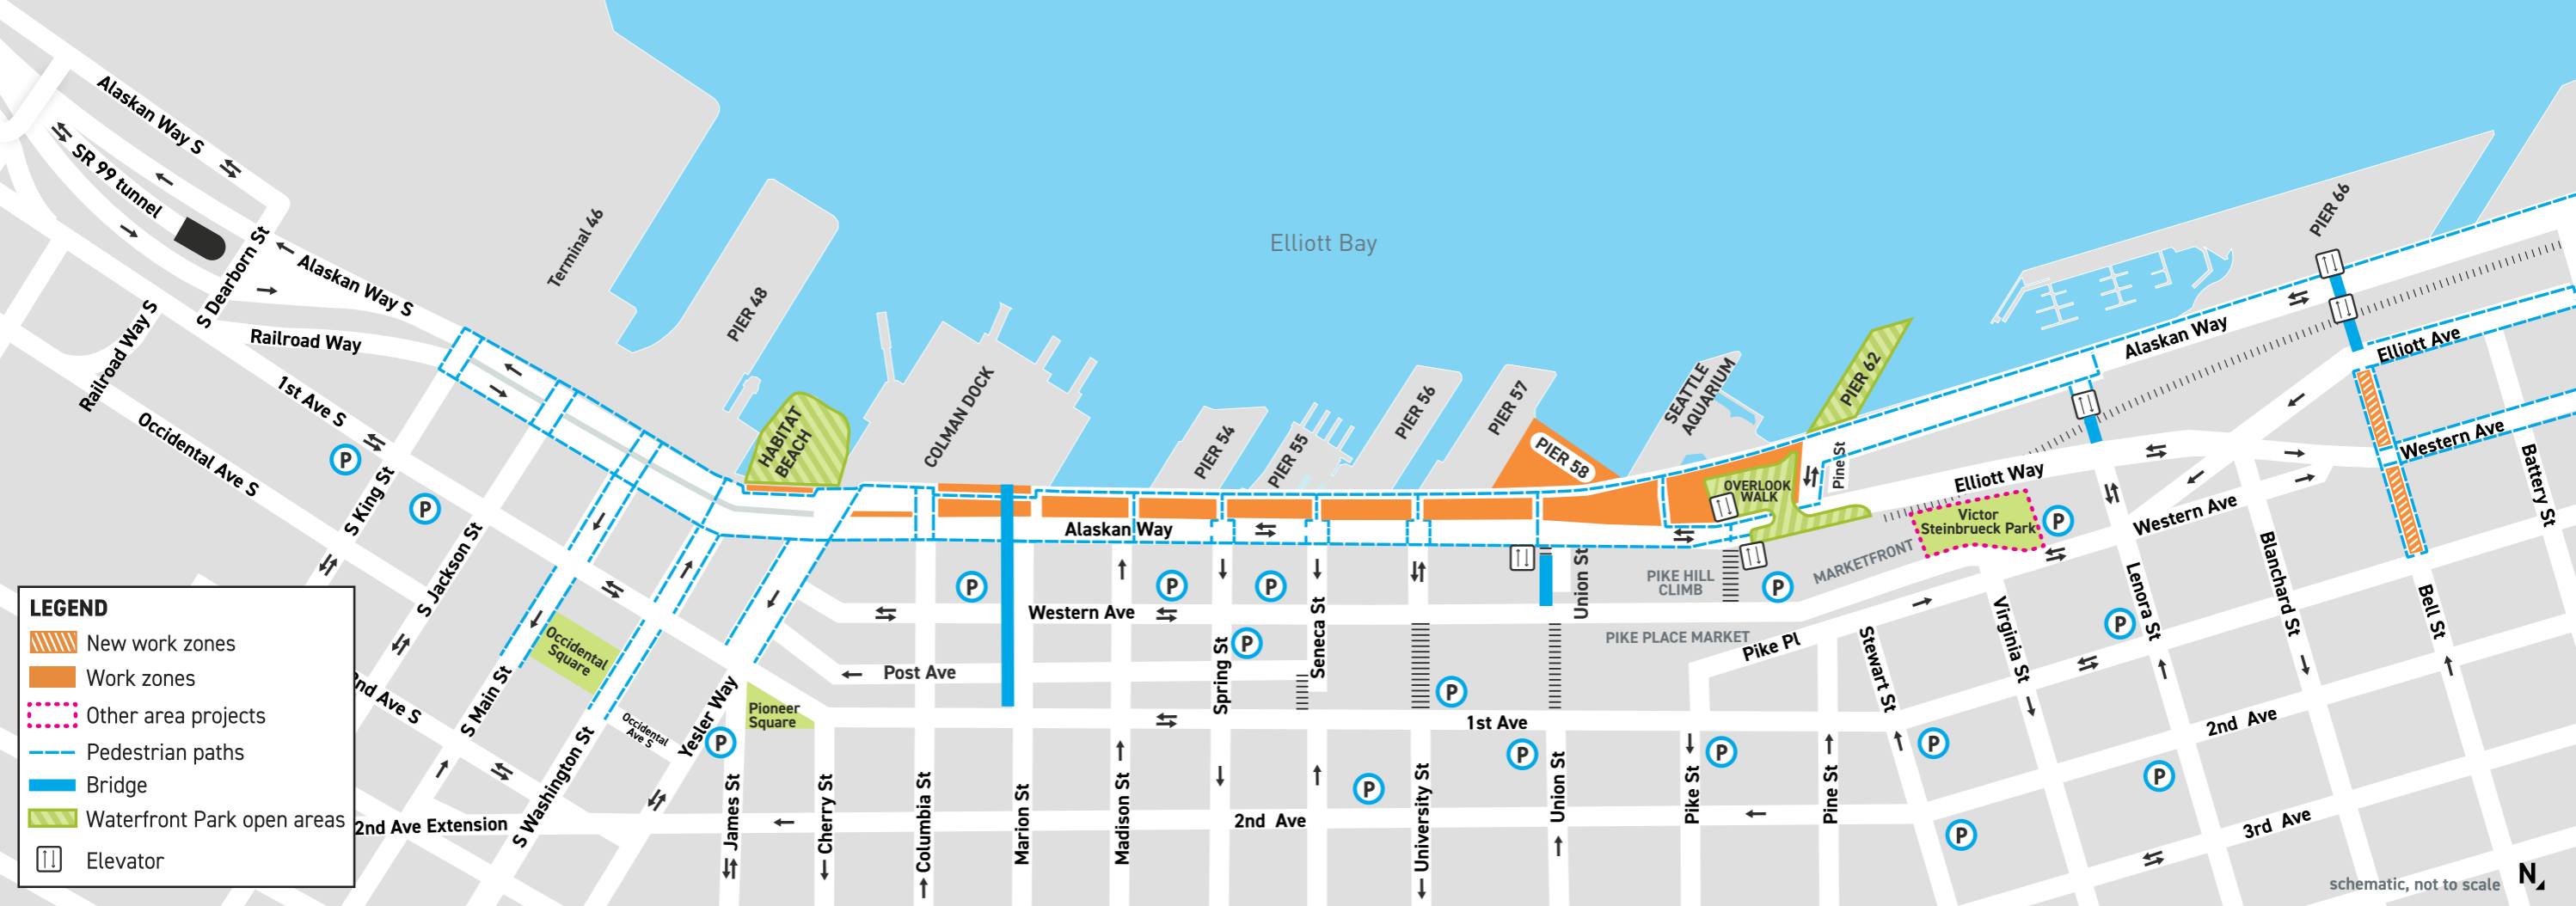 Alaskan Way S
SR 99 tunnel
S Dearborn St
Alaskan Way S
Railroad Way
Railroad Way S
1st Ave S
Occidental Ave S
P
P
S King St
S Jackson St
Terminal 46
PIER 48
HABITAT
BEACH
COLMAN DOCK
Elliott Bay
PIER 54
PIER 55
PIER 56
PIER 57
PIER 58
SEATTLE
AQUARIUM
PIER 62
PIER 66
Alaskan Way
Pine St
OVERLOOK
WALK
Elliott Way
Elliott Ave
Western Ave
Battery St
Victor
Steinbrueck Park
P
Western Ave
MARKETFRONT
Alaskan Way
PIKE HILL
CLIMB
P
Union St
P
P
P
Western Ave
P
Spring St
Seneca St
PIKE PLACE MARKET
Pike Pl
Stewart St
Virginia St
Lenora St
P
Blanchard St
Bell St
Post Ave
P
1st Ave
2nd Ave
Occidental
Square
Pioneer
Square
2nd Ave S
S Main St
Occidental
Ave S
Yesler Way
P
S Washington St
2nd Ave Extension
James St
Cherry St
Columbia St
Marion St
Madison St
2nd Ave
P
University St
P
Union St
Pike St
P
Pine St
P
P
P
3rd Ave
LEGEND
New work zones
Work zones
Other area projects
Pedestrian paths
Bridge
Waterfront Park open areas
Elevator
schematic, not to scale
N